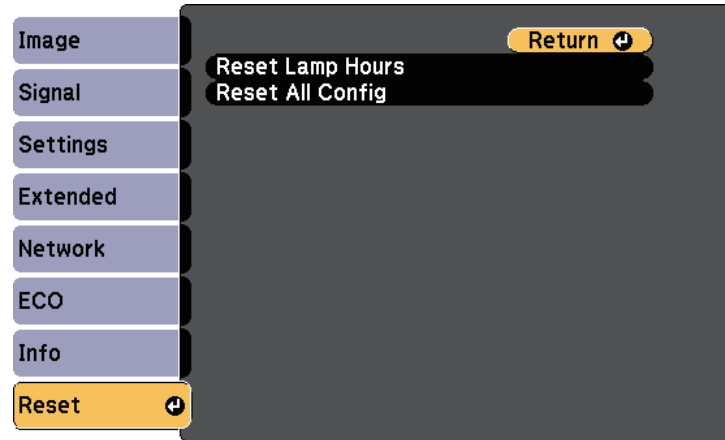 Image
Signal
Settings
Extended
Network
ECO
Info
Reset
Return
Reset Lamp Hours
Reset All Config